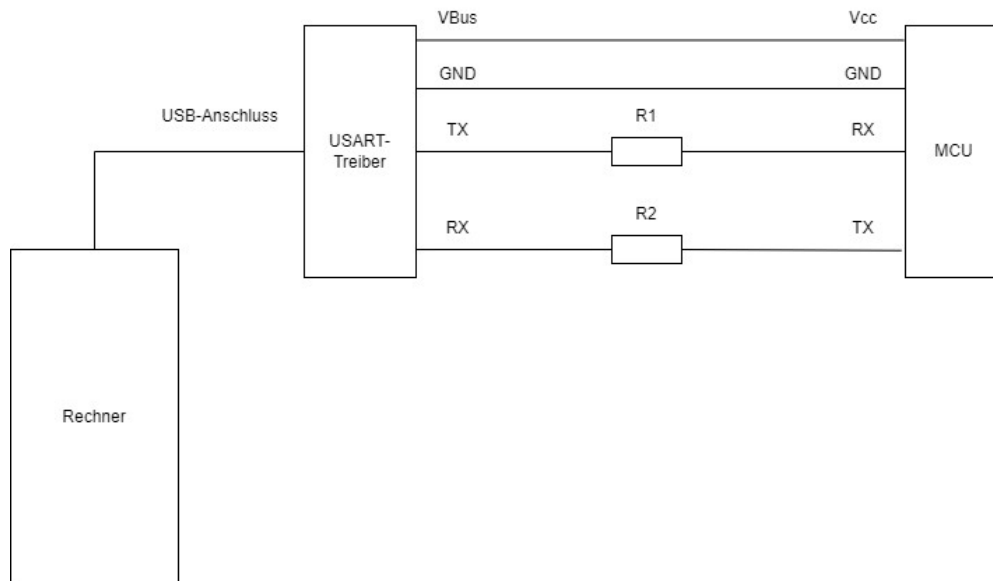 VBus
Vcc
GND
GND
USB-Anschluss
TX
R1
RX
USART-
Treiber
MCU
RX
R2
TX
Rechner